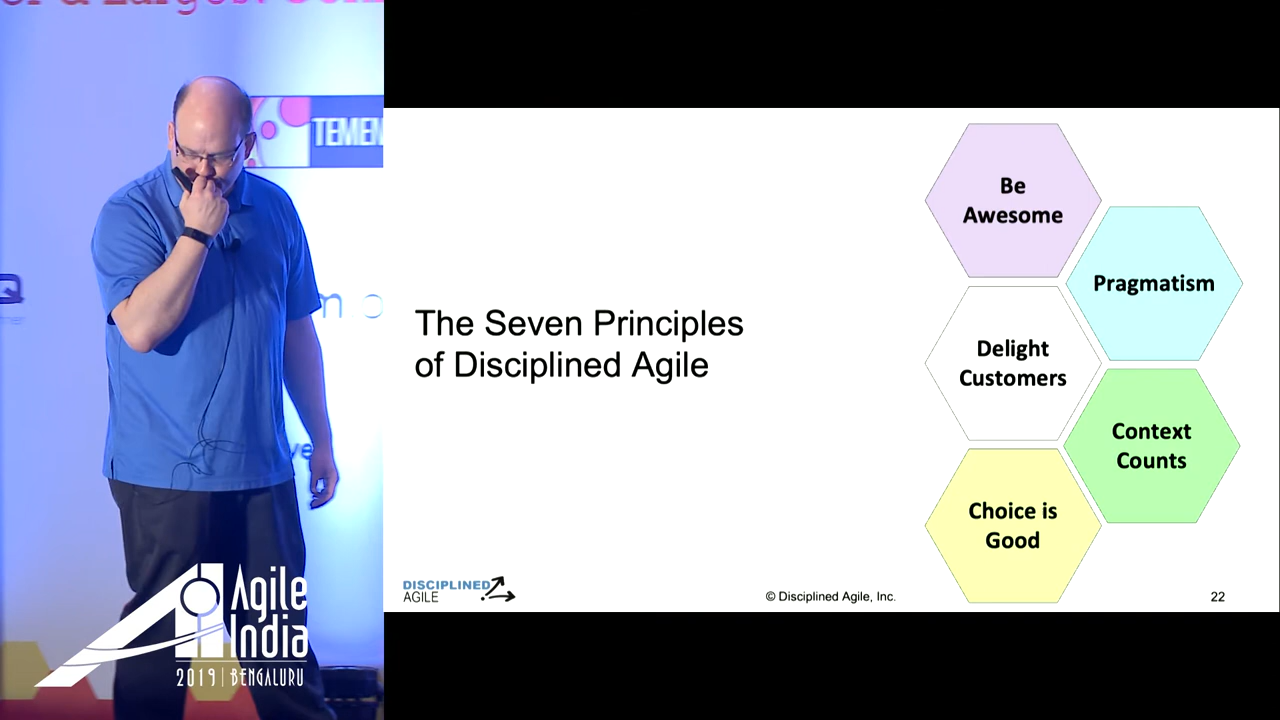 TEMEN
Agile
India
2019 | BENGALURU
The Seven Principles
of Disciplined Agile
Be
Awesome
Pragmatism
Delight
Customers
Context
Counts
Choice is
Good
DISCIPLINED
AGILE
© Disciplined Agile, Inc.
22